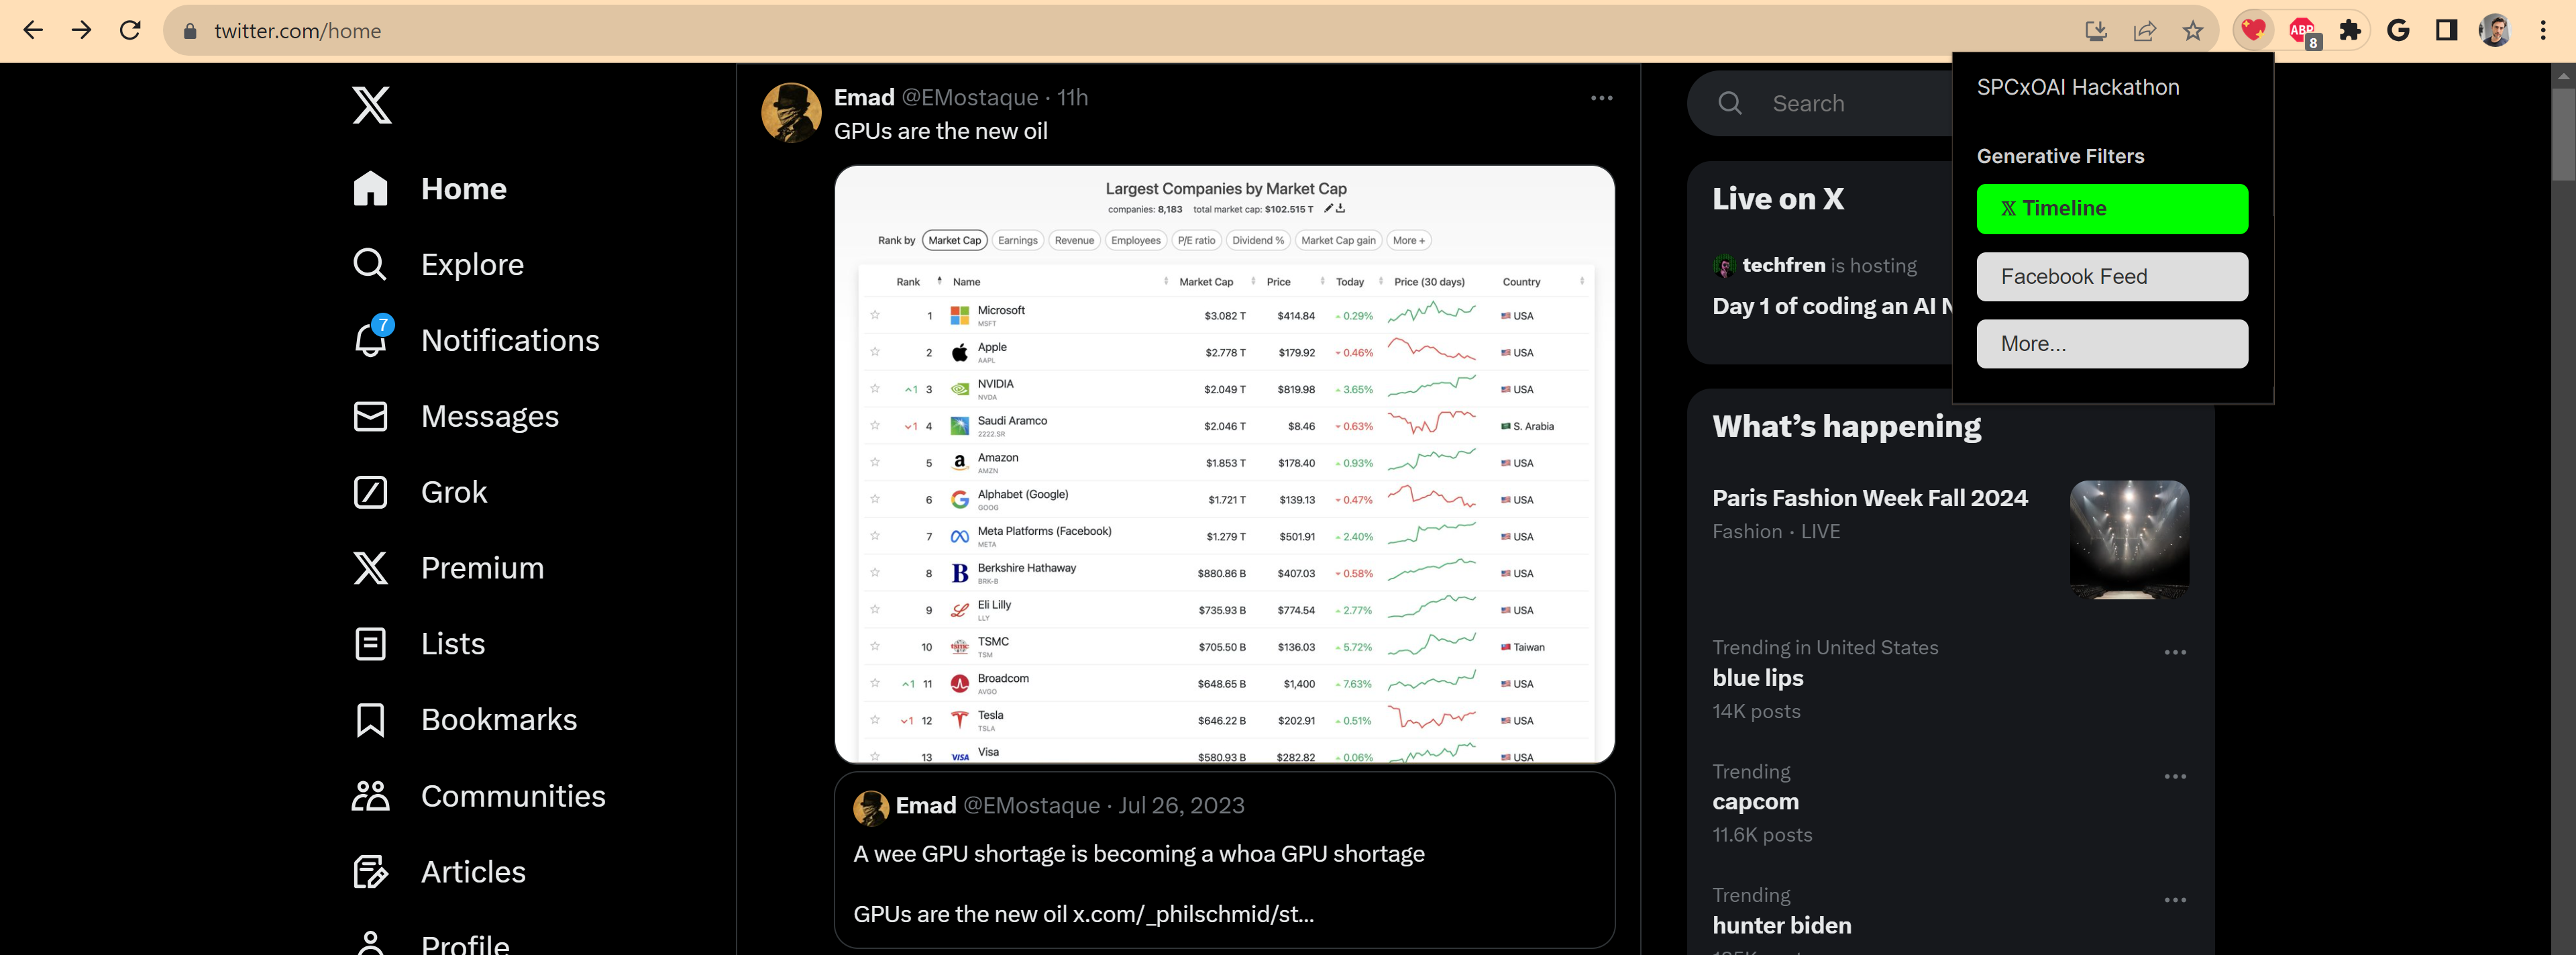 twitter.com/home
ABP
8
Home
Explore
7
Notifications
Messages
Grok
Premium
Lists
Bookmarks
Communities
Articles
Profile
Emad @EMostaque · 11h
GPUs are the new oil
Largest Companies by Market Cap
companies: 8,183 total market cap: $102.515 T
Rank by Market Cap Earnings Revenue Employees P/E ratio Dividend % Market Cap gain More +
Rank Name Market Cap Price Today Price (30 days) Country
1 Microsoft $3.082 T $414.84 0.29% USA
MSFT
2 Apple $2.778 T $179.92 0.46% USA
AAPL
1 3 NVIDIA $2.049 T $819.98 3.65% USA
NVDA
1 4 Saudi Aramco $2.046 T $8.46 0.63% S. Arabia
2222.SR
5 Amazon $1.853 T $178.40 0.93% USA
AMZN
6 Alphabet (Google) $1.721 T $139.13 0.47% USA
GOOG
7 Meta Platforms (Facebook) $1.279 T $501.91 2.40% USA
META
8 Berkshire Hathaway $880.86 B $407.03 0.58% USA
BRK-B
9 Eli Lilly $735.93 B $774.54 2.77% USA
LLY
10 TSMC $705.50 B $136.03 5.72% Taiwan
TSM
1 11 Broadcom $648.65 B $1,400 7.63% USA
AVGO
1 12 Tesla $646.22 B $202.91 0.51% USA
TSLA
13 VISA Visa $580.93 B $282.82 0.06% USA
Emad @EMostaque · Jul 26, 2023
A wee GPU shortage is becoming a whoa GPU shortage
GPUs are the new oil x.com/_philschmid/st...
Search
Live on X
techfren is hosting
Day 1 of coding an AI
What's happening
Paris Fashion Week Fall 2024
Fashion · LIVE
Trending in United States
blue lips
14K posts
Trending
capcom
11.6K posts
Trending
hunter biden
SPCxOAI Hackathon
Generative Filters
𝕏 Timeline
Facebook Feed
More...